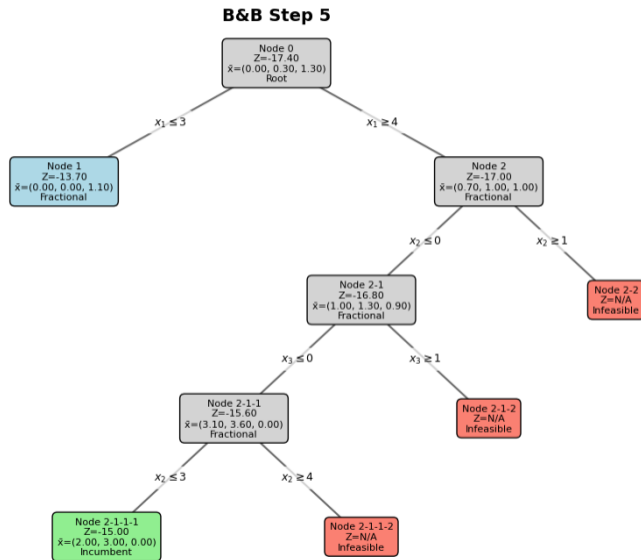 B&B Step 5
Node 0
Z=-17.40
x̄=(0.00, 0.30, 1.30)
Root
x₁ ≤ 3
x₁ ≥ 4
Node 1
Z=-13.70
x̄=(0.00, 0.00, 1.10)
Fractional
Node 2
Z=-17.00
x̄=(0.70, 1.00, 1.00)
Fractional
x₂ ≤ 0
x₂ ≥ 1
Node 2-1
Z=-16.80
x̄=(1.00, 1.30, 0.90)
Fractional
Node 2-2
Z=N/A
Infeasible
x₃ ≤ 0
x₃ ≥ 1
Node 2-1-1
Z=-15.60
x̄=(3.10, 3.60, 0.00)
Fractional
Node 2-1-2
Z=N/A
Infeasible
x₂ ≤ 3
x₂ ≥ 4
Node 2-1-1-1
Z=-15.00
x̄=(2.00, 3.00, 0.00)
Incumbent
Node 2-1-1-2
Z=N/A
Infeasible